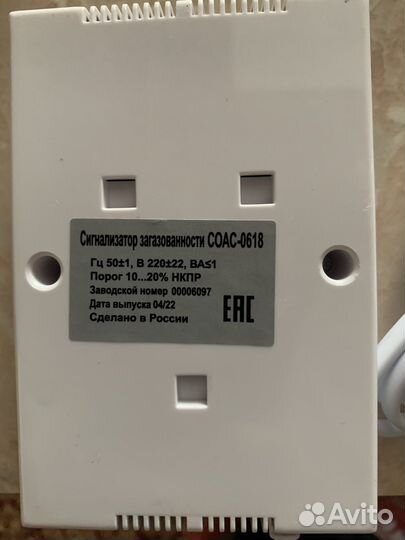 Сигнализатор загазованности СОАС-0618
Гц 50±1, В 220±22, ВА≤1
Порог 10...20% НКПР
Заводской номер 00006097
Дата выпуска 04/22
Сделано в России
ЕАС
Avito